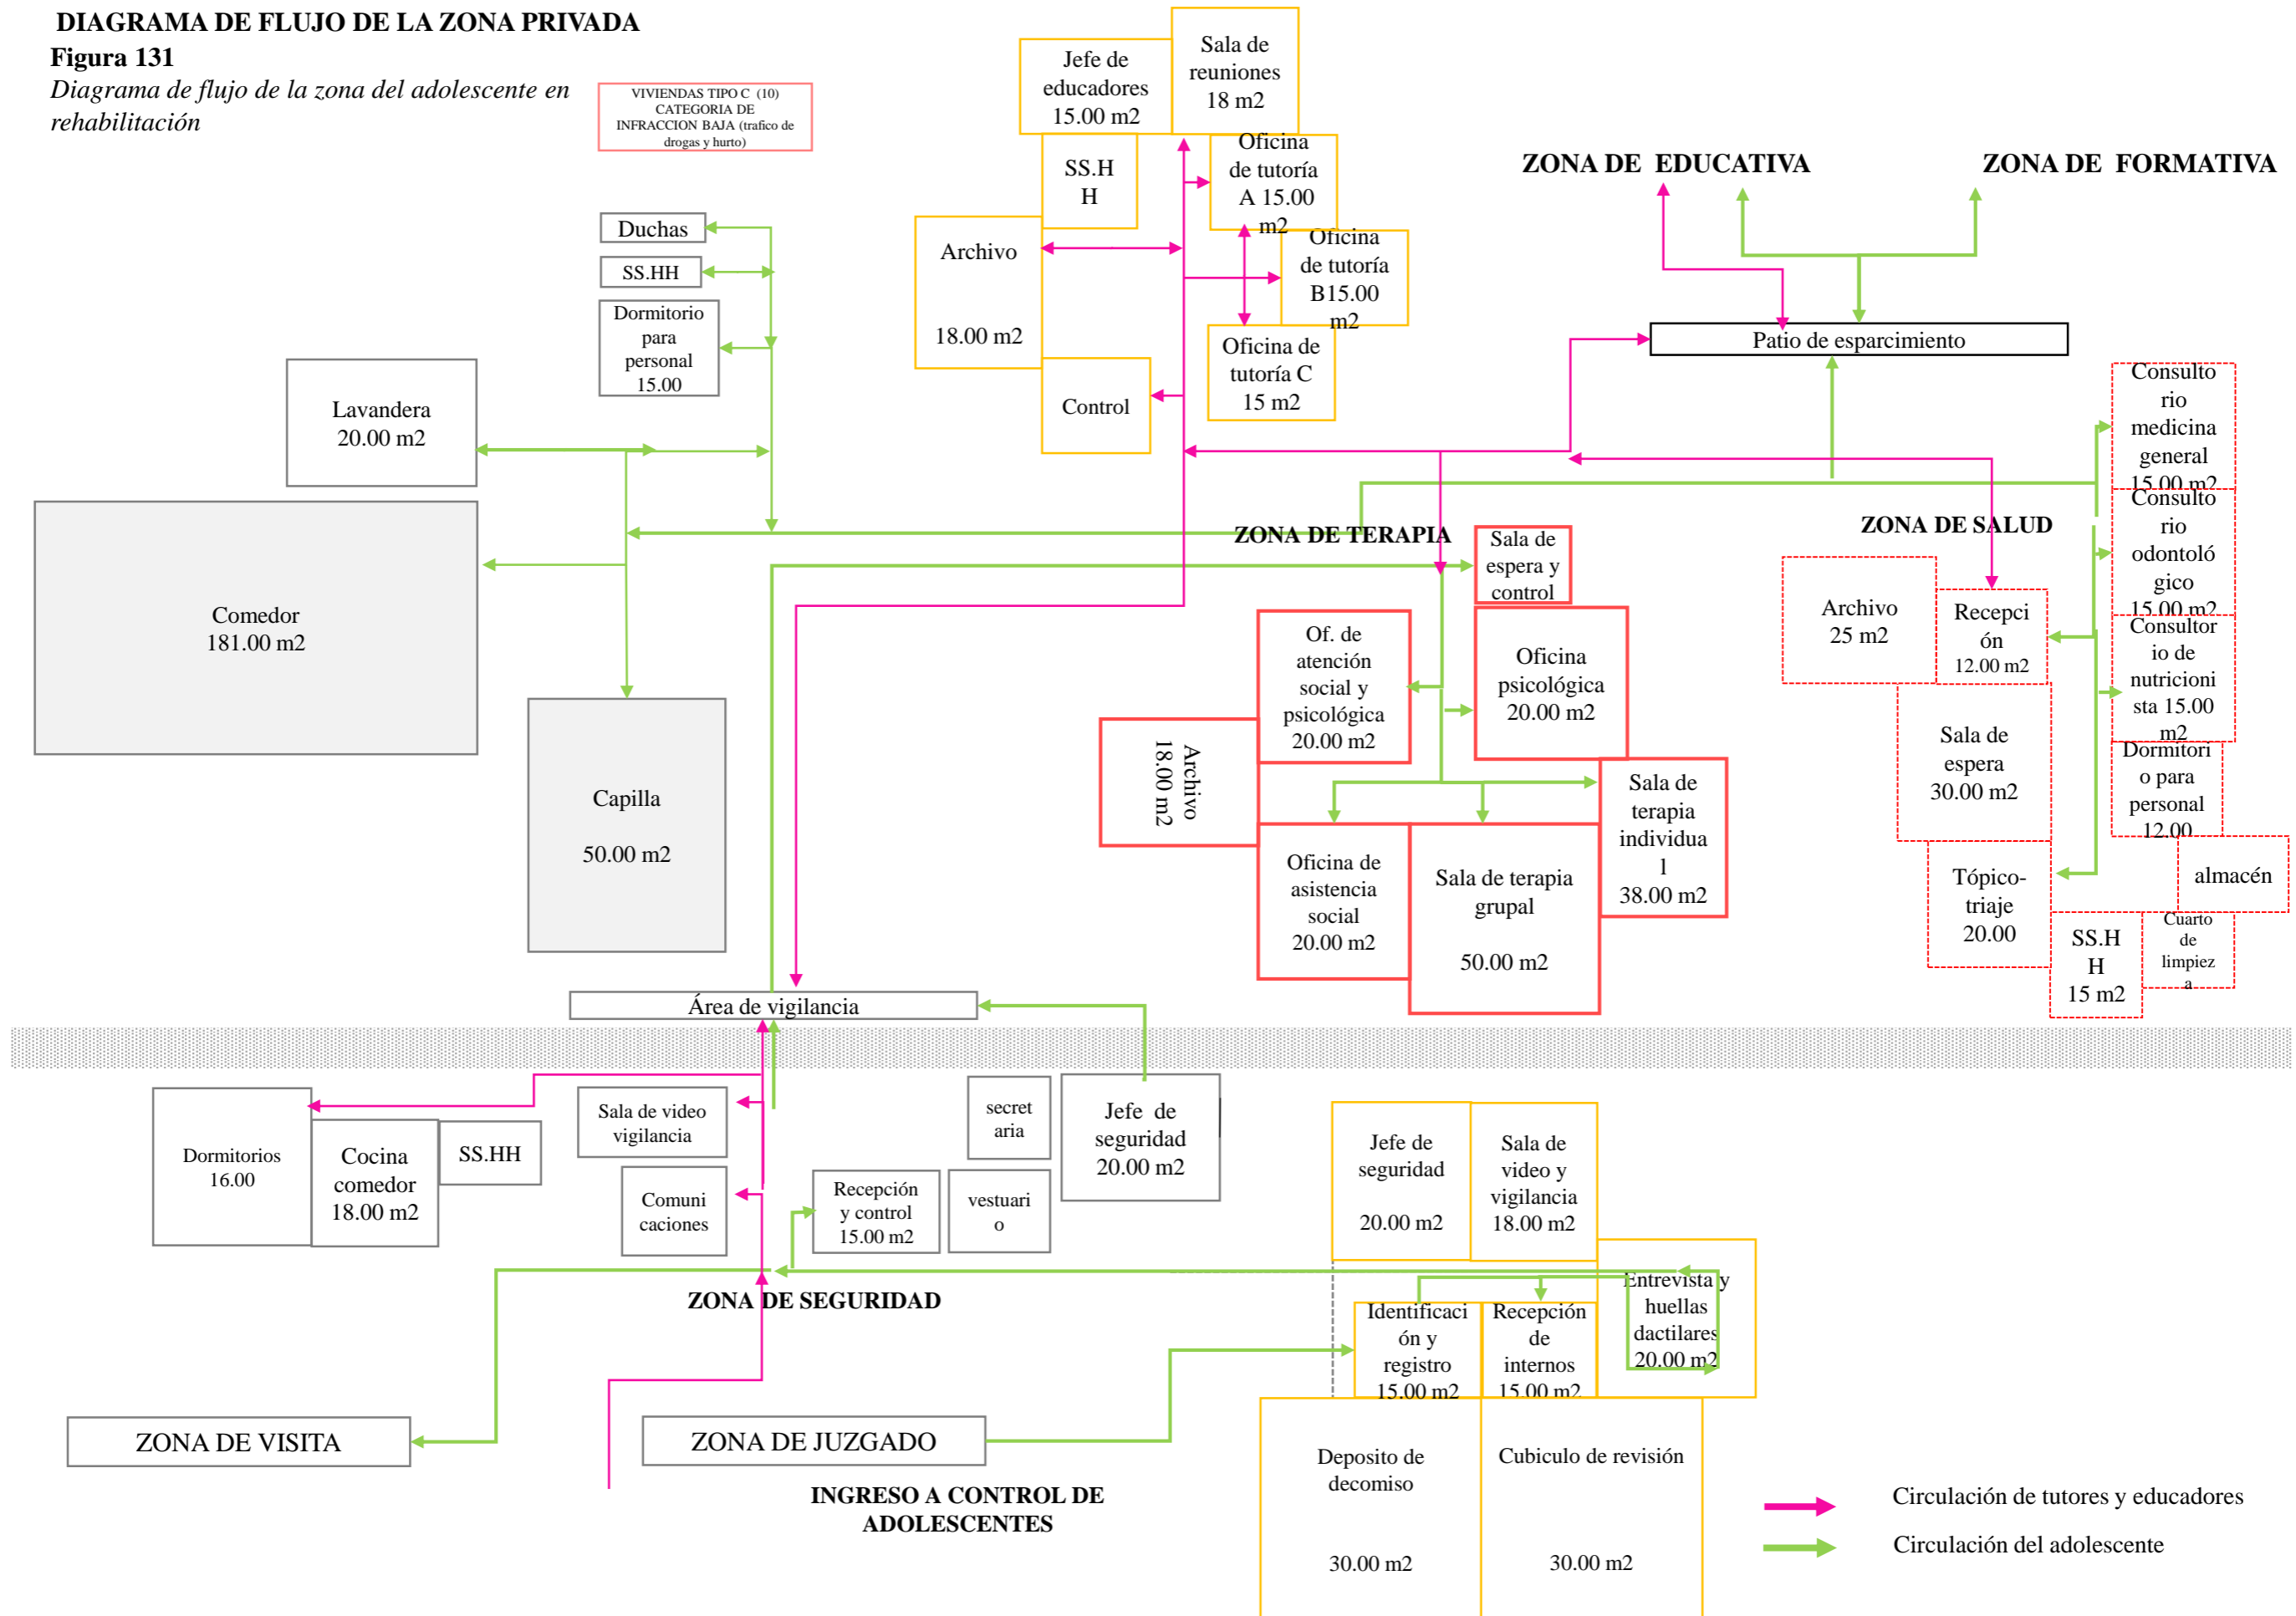 DIAGRAMA DE FLUJO DE LA ZONA PRIVADA
Figura 131
Diagrama de flujo de la zona del adolescente en
rehabilitación
VIVIENDAS TIPO C (10)
CATEGORIA DE
INFRACCION BAJA (trafico de
drogas y hurto)
Jefe de
educadores
15.00 m2
Sala de
reuniones
18 m2
SS.H
H
Oficina
de tutoría
A 15.00
m2
Archivo
18.00 m2
Oficina
de tutoría
B15.00
m2
Oficina de
tutoría C
15 m2
Control
ZONA DE EDUCATIVA
ZONA DE FORMATIVA
Patio de esparcimiento
Duchas
SS.HH
Dormitorio
para
personal
15.00
Lavandera
20.00 m2
Comedor
181.00 m2
Capilla
50.00 m2
ZONA DE TERAPIA
Sala de
espera y
control
Of. de
atención
social y
psicológica
20.00 m2
Oficina
psicológica
20.00 m2
Archivo
18.00 m2
Sala de
terapia
individua
l
38.00 m2
Oficina de
asistencia
social
20.00 m2
Sala de terapia
grupal
50.00 m2
ZONA DE SALUD
Consulto
rio
medicina
general
15.00 m2
Consulto
rio
odontoló
gico
15.00 m2
Consultor
io de
nutricioni
sta 15.00
m2
Dormitori
o para
personal
12.00
Archivo
25 m2
Recepci
ón
12.00 m2
Sala de
espera
30.00 m2
Tópico-
triaje
20.00
almacén
SS.H
H
15 m2
Cuarto
de
limpiez
a
Área de vigilancia
Dormitorios
16.00
Cocina
comedor
18.00 m2
SS.HH
Sala de video
vigilancia
Comuni
caciones
secret
aria
Jefe de
seguridad
20.00 m2
Recepción
y control
15.00 m2
vestuari
o
ZONA DE SEGURIDAD
Jefe de
seguridad
20.00 m2
Sala de
video y
vigilancia
18.00 m2
Entrevista y
huellas
dactilares
20.00 m2
Identificaci
ón y
registro
15.00 m2
Recepción
de
internos
15.00 m2
ZONA DE VISITA
ZONA DE JUZGADO
INGRESO A CONTROL DE
ADOLESCENTES
Deposito de
decomiso
30.00 m2
Cubiculo de revisión
30.00 m2
Circulación de tutores y educadores
Circulación del adolescente